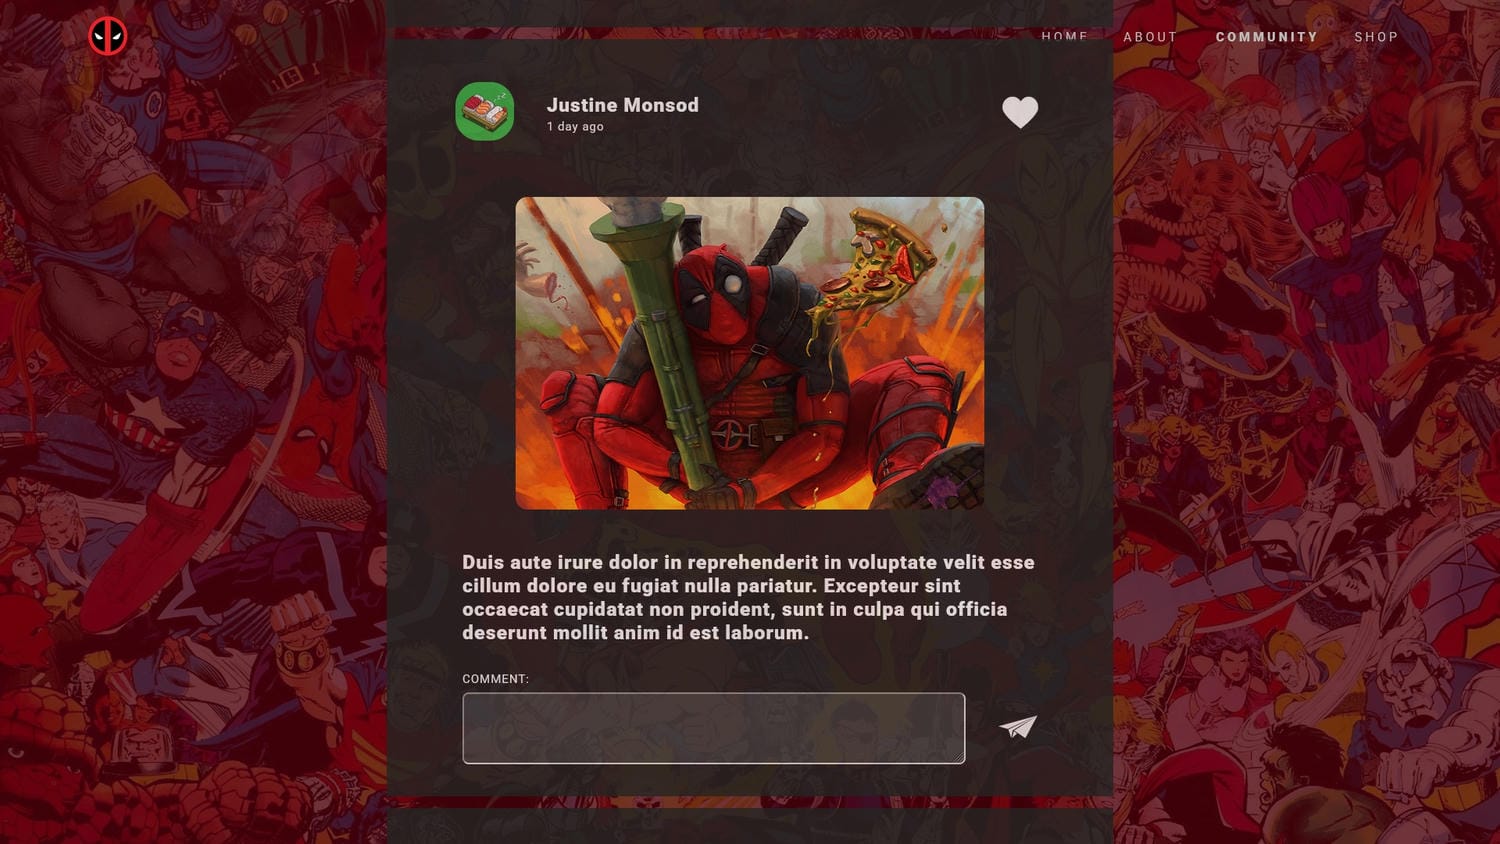 HOME ABOUT COMMUNITY SHOP
Justine Monsod
1 day ago
Duis aute irure dolor in reprehenderit in voluptate velit esse
cillum dolore eu fugiat nulla pariatur. Excepteur sint
occaecat cupidatat non proident, sunt in culpa qui officia
deserunt mollit anim id est laborum.
COMMENT: